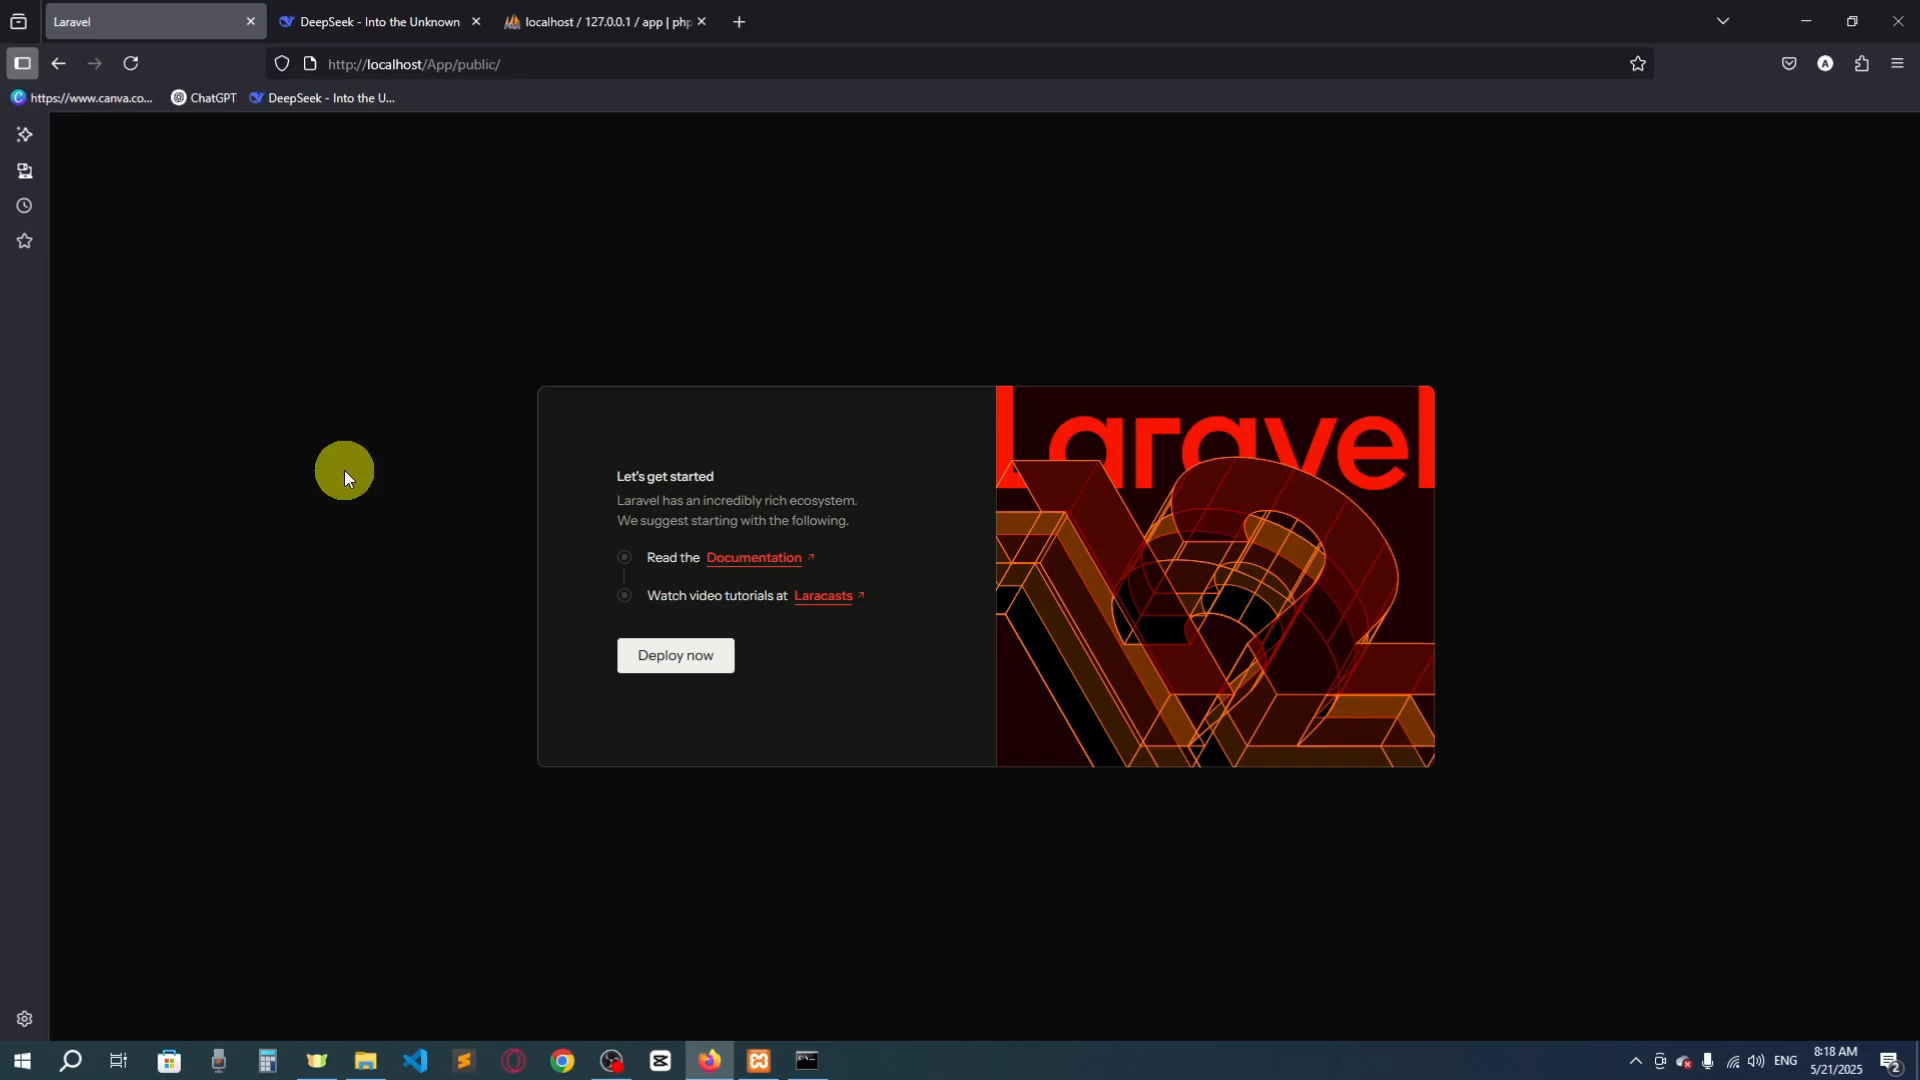 Laravel
DeepSeek - Into the Unknown
localhost / 127.0.0.1 / app | php
http://localhost/App/public/
A
https://www.canva.co...
ChatGPT
DeepSeek - Into the U...
Let's get started
Laravel has an incredibly rich ecosystem.
We suggest starting with the following.
Read the Documentation
Watch video tutorials at Laracasts
Deploy now
Laravel
ENG
8:18 AM
5/21/2025
2